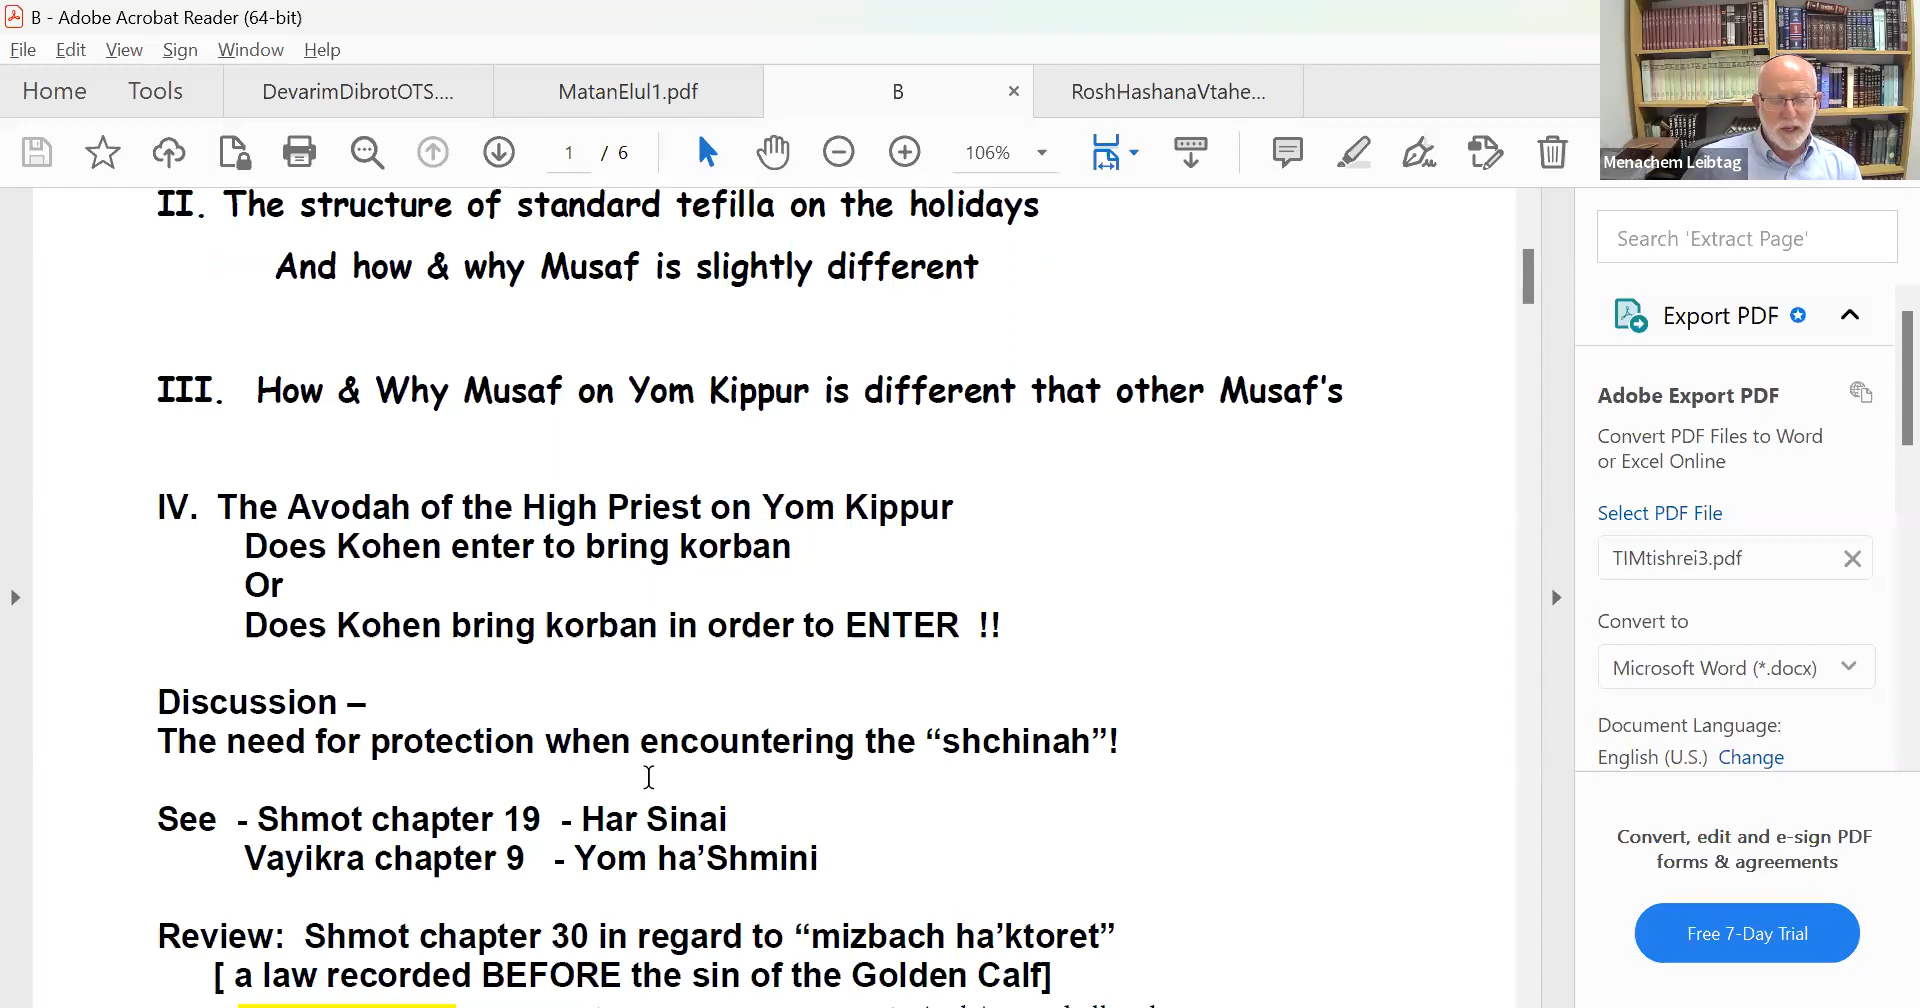 B - Adobe Acrobat Reader (64-bit)
File Edit View Sign Window Help
Home Tools DevarimDibrotOTS.... MatanElul1.pdf B × RoshHashanaVtahe...
1 / 6 106%
Menachem Leibtag
II. The structure of standard tefilla on the holidays
And how & why Musaf is slightly different
III. How & Why Musaf on Yom Kippur is different that other Musaf's
IV. The Avodah of the High Priest on Yom Kippur
Does Kohen enter to bring korban
Or
Does Kohen bring korban in order to ENTER !!
Discussion –
The need for protection when encountering the “shchinah”!
See - Shmot chapter 19 - Har Sinai
Vayikra chapter 9 - Yom ha’Shmini
Review: Shmot chapter 30 in regard to “mizbach ha’ktoret”
[ a law recorded BEFORE the sin of the Golden Calf]
Search 'Extract Page'
Export PDF
Adobe Export PDF
Convert PDF Files to Word
or Excel Online
Select PDF File
TIMtishrei3.pdf
Convert to
Microsoft Word (*.docx)
Document Language:
English (U.S.) Change
Convert, edit and e-sign PDF
forms & agreements
Free 7-Day Trial